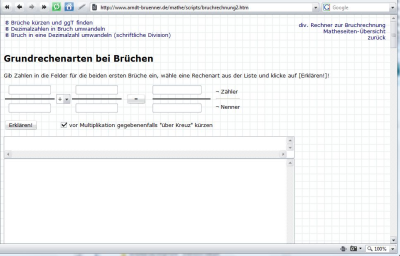 http://www.arndt-bruenner.de/mathe/scripts/bruchrechnung2.htm
Google
Brüche kürzen und ggT finden
Dezimalzahlen in Bruch umwandeln
Bruch in eine Dezimalzahl umwandeln (schriftliche Division)
div. Rechner zur Bruchrechnung
Matheseiten-Übersicht
zurück
Grundrechenarten bei Brüchen
Gib Zahlen in die Felder für die beiden ersten Brüche ein, wähle eine Rechenart aus der Liste und klicke auf [Erklären!]!
+ = ← Zähler
← Nenner
Erklären! vor Multiplikation gegebenenfalls "über Kreuz" kürzen
100%